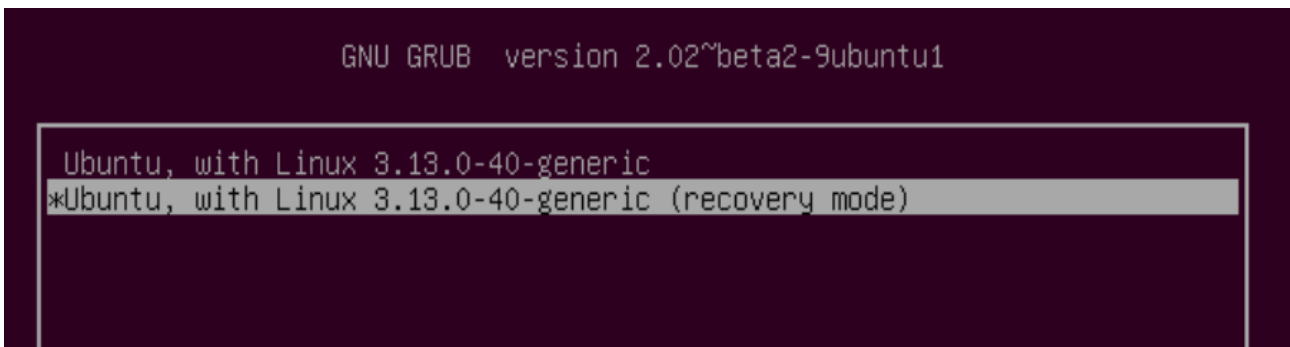 GNU GRUB  version 2.02~beta2-9ubuntu1
Ubuntu, with Linux 3.13.0-40-generic
*Ubuntu, with Linux 3.13.0-40-generic (recovery mode)